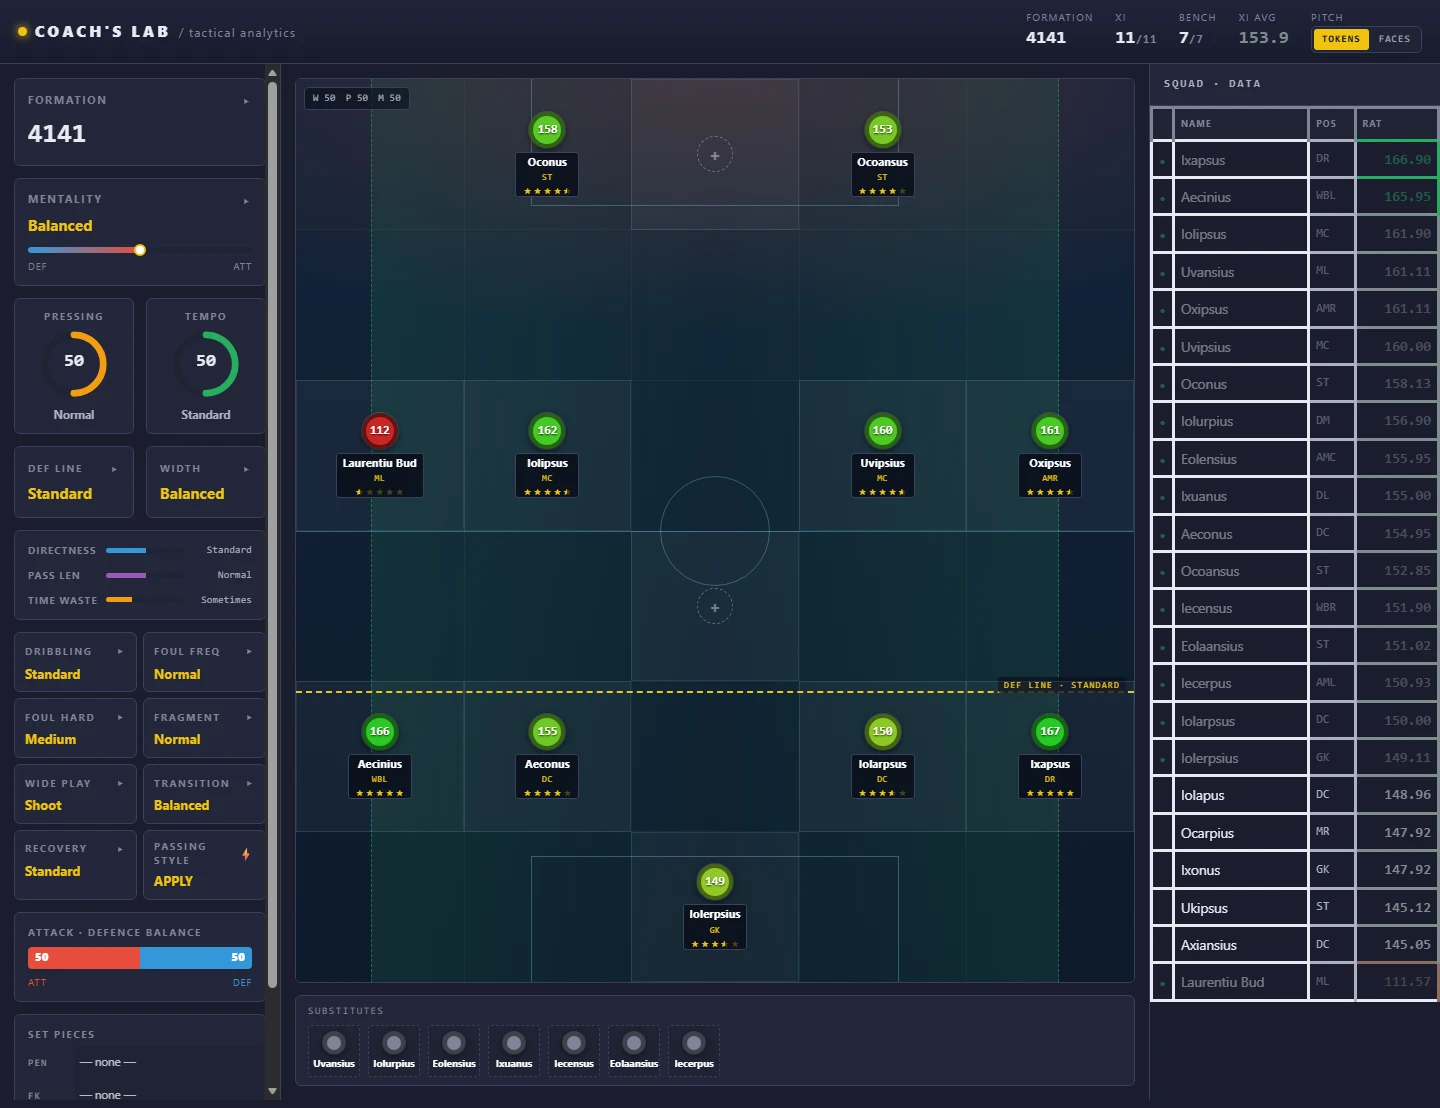 COACH'S LAB / tactical analytics
FORMATION XI BENCH XI AVG PITCH
4141 11/11 7/7 153.9 TOKENS FACES
FORMATION
4141
MENTALITY
Balanced
DEF ATT
PRESSING TEMPO
50 50
Normal Standard
DEF LINE WIDTH
Standard Balanced
DIRECTNESS Standard
PASS LEN Normal
TIME WASTE Sometimes
DRIBBLING FOUL FREQ
Standard Normal
FOUL HARD FRAGMENT
Medium Normal
WIDE PLAY TRANSITION
Shoot Balanced
RECOVERY PASSING STYLE
Standard APPLY
ATTACK · DEFENCE BALANCE
50 50
ATT DEF
SET PIECES
PEN — none —
FK — none —
W 50 P 50 M 50
158 153
Oconus + Ocoansus
ST ST
112 162 160 161
Laurentiu Bud Iolipsus Uvipsius Oxipsus
ML MC MC AMR
+
DEF LINE · STANDARD
166 155 150 167
Aecinius Aeconus Iolarpsus Ixapsus
WBL DC DC DR
149
Iolerpsius
GK
SUBSTITUTES
Uvansius Iolurpius Eolensius Ixuanus Iecensus Eolaansius Iecerpus
SQUAD · DATA
NAME POS RAT
Ixapsus DR 166.90
Aecinius WBL 165.95
Iolipsus MC 161.90
Uvansius ML 161.11
Oxipsus AMR 161.11
Uvipsius MC 160.00
Oconus ST 158.13
Iolurpius DM 156.90
Eolensius AMC 155.95
Ixuanus DL 155.00
Aeconus DC 154.95
Ocoansus ST 152.85
Iecensus WBR 151.90
Eolaansius ST 151.02
Iecerpus AML 150.93
Iolarpsus DC 150.00
Iolerpsius GK 149.11
Iolapus DC 148.96
Ocarpius MR 147.92
Ixonus GK 147.92
Ukipsus ST 145.12
Axiansius DC 145.05
Laurentiu Bud ML 111.57